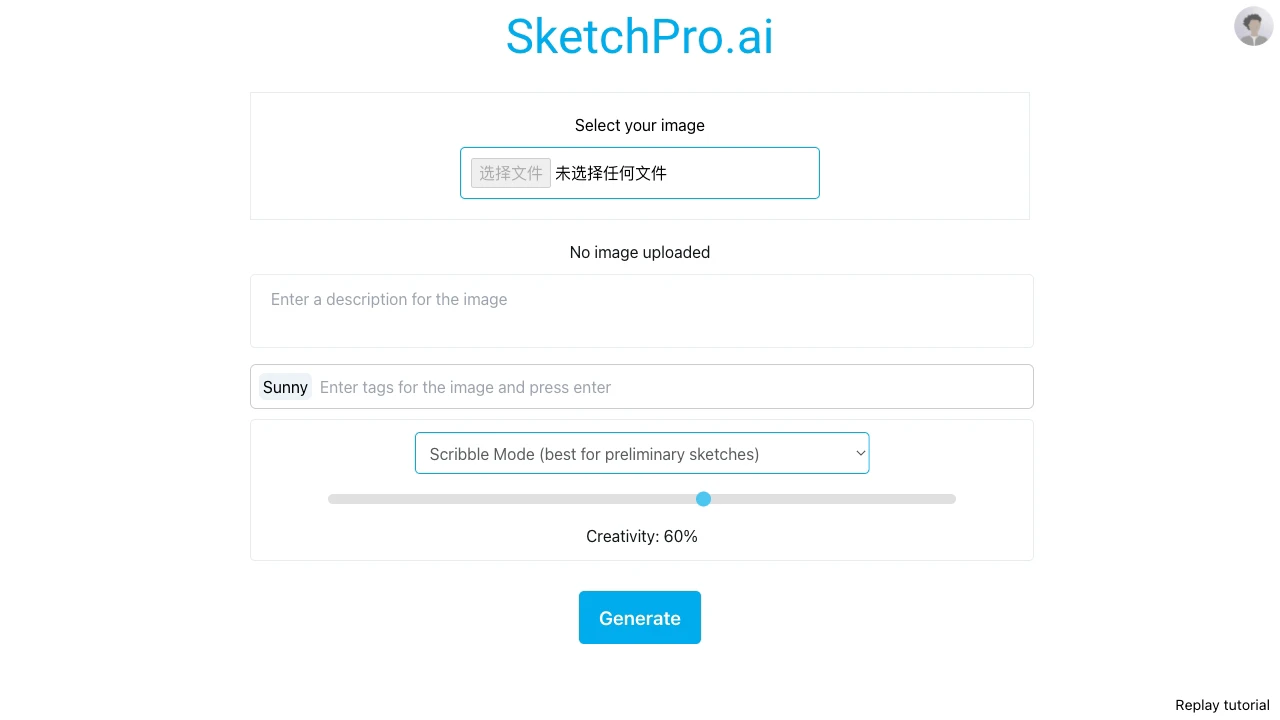 SketchPro.ai
Select your image
选择文件 未选择任何文件
No image uploaded
Enter a description for the image
Sunny Enter tags for the image and press enter
Scribble Mode (best for preliminary sketches)
Creativity: 60%
Generate
Replay tutorial